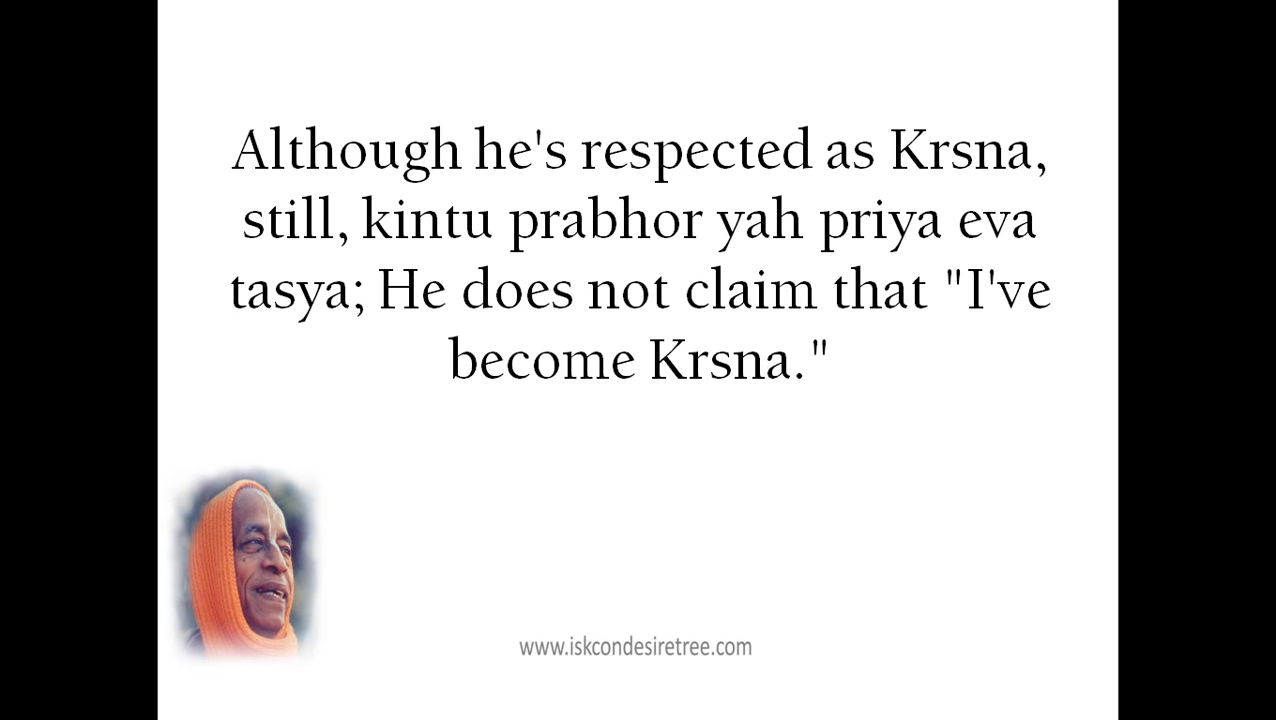 Although he's respected as Krsna,
still, kintu prabhor yah priya eva
tasya; He does not claim that "I've
become Krsna."
www.iskcondesiretree.com